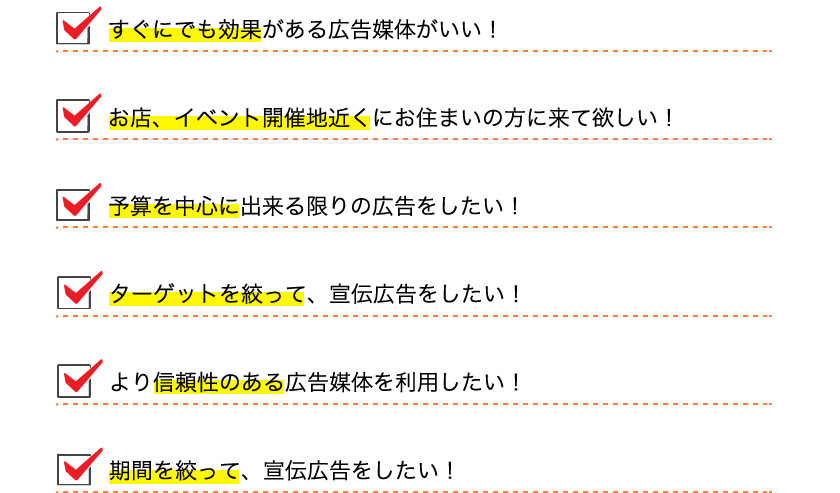 すぐにでも効果がある広告媒体がいい！
お店、イベント開催地近くにお住まいの方に来て欲しい！
予算を中心に出来る限りの広告をしたい！
ターゲットを絞って、宣伝広告をしたい！
より信頼性のある広告媒体を利用したい！
期間を絞って、宣伝広告をしたい！